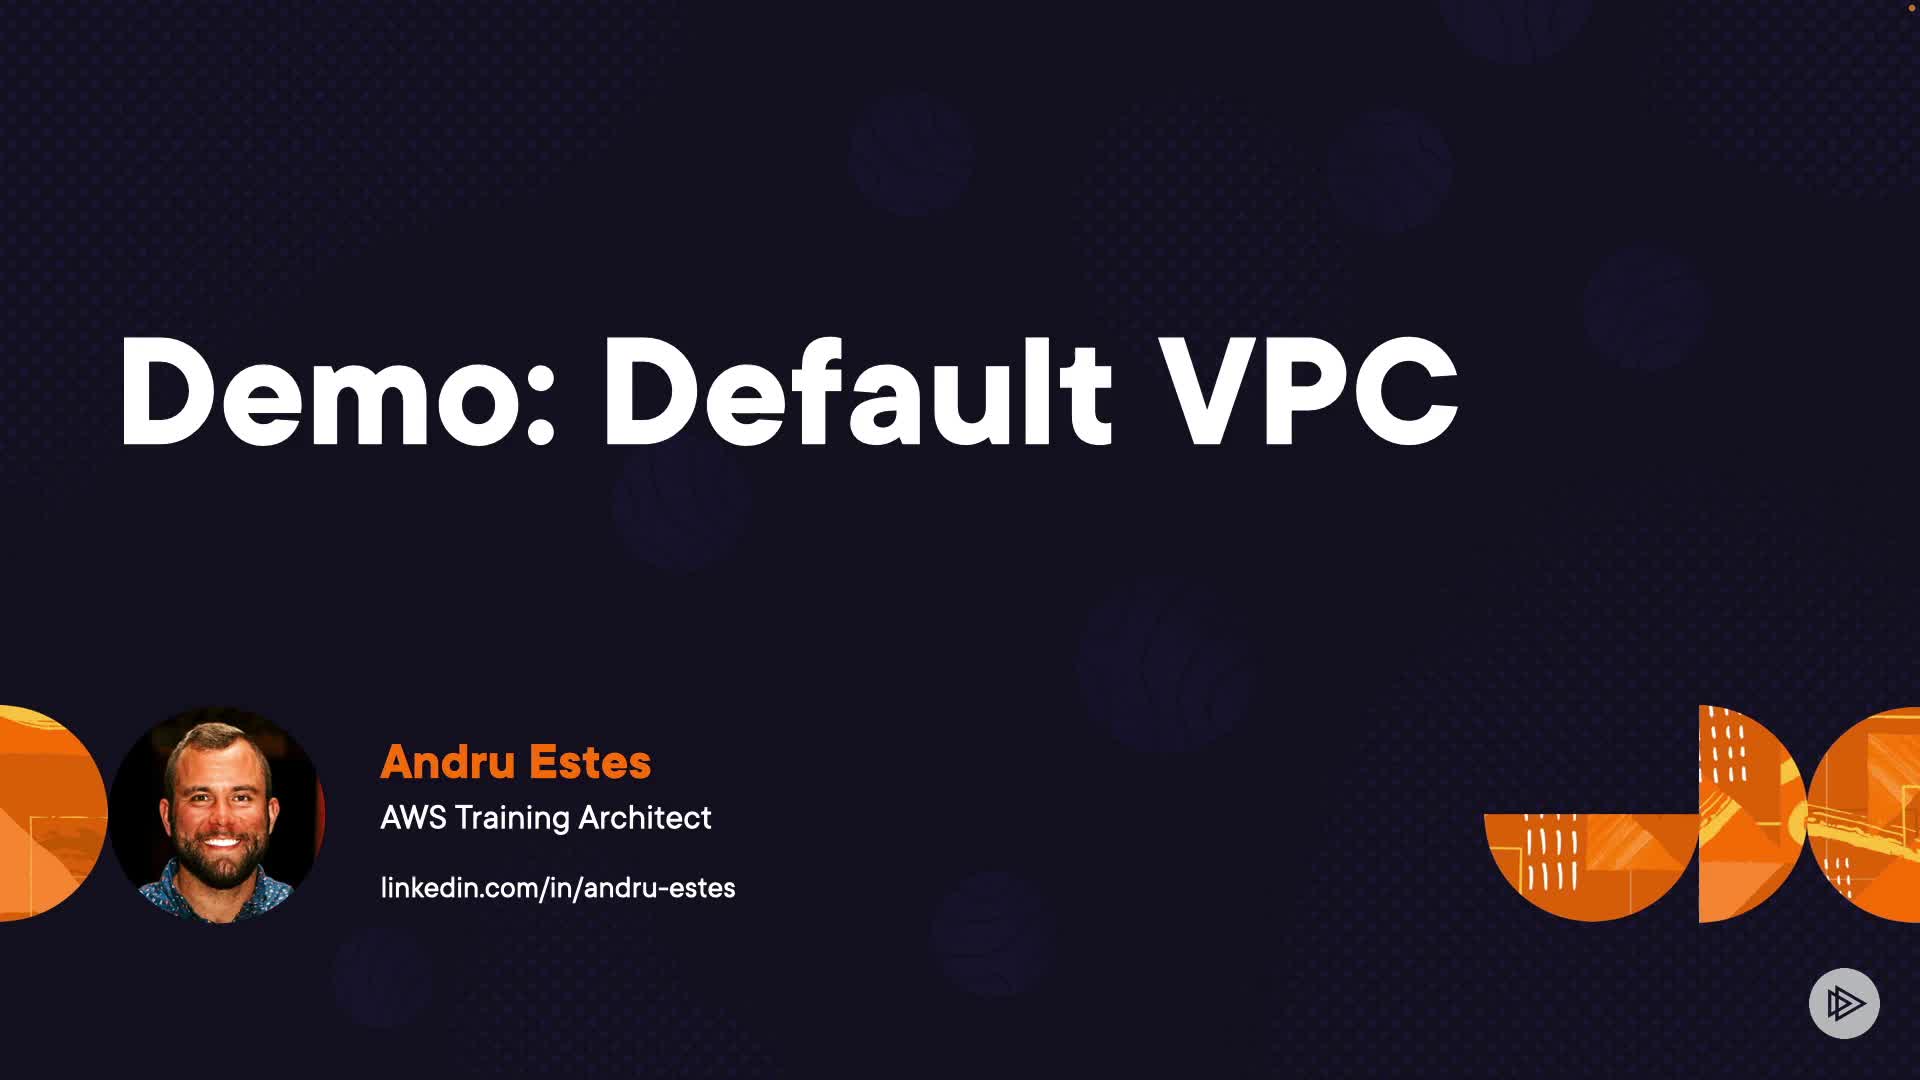 Demo: Default VPC
Andru Estes
AWS Training Architect
linkedin.com/in/andru-estes